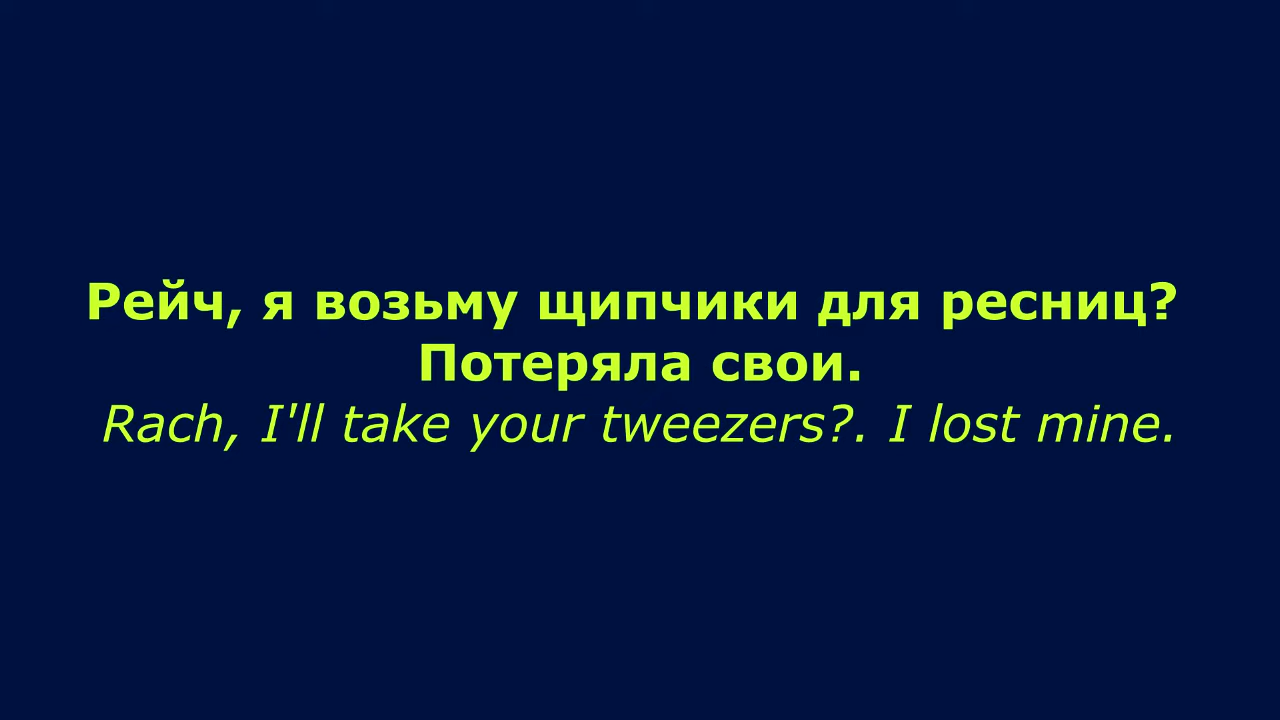 Рейч, я возьму щипчики для ресниц?
Потеряла свои.
Rach, I'll take your tweezers?. I lost mine.